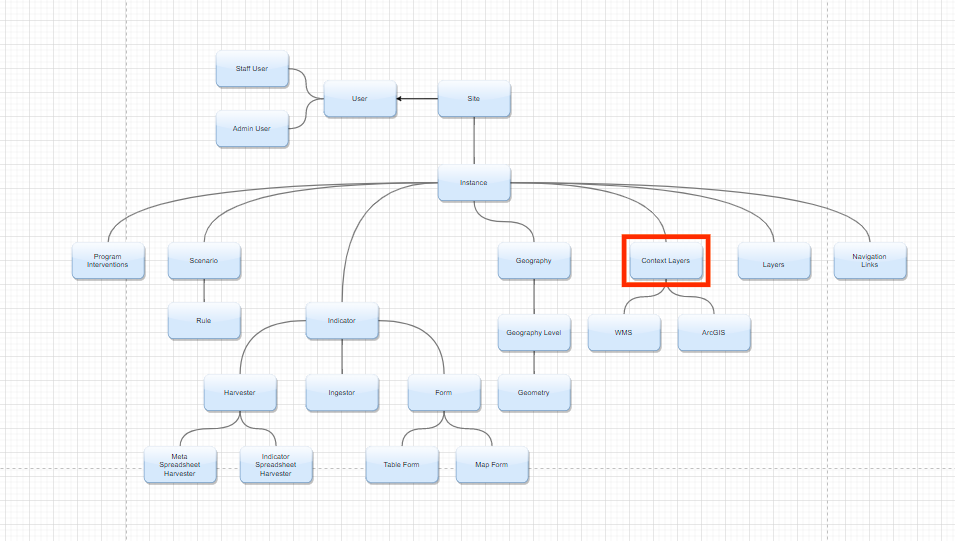 Staff User
User
Site
Admin User
Instance
Program
Interventions
Scenario
Geography
Context Layers
Layers
Navigation
Links
Rule
Indicator
Geography Level
WMS
ArcGIS
Harvester
Ingestor
Form
Geometry
Meta
Spreadsheet
Harvester
Indicator
Spreadsheet
Harvester
Table Form
Map Form